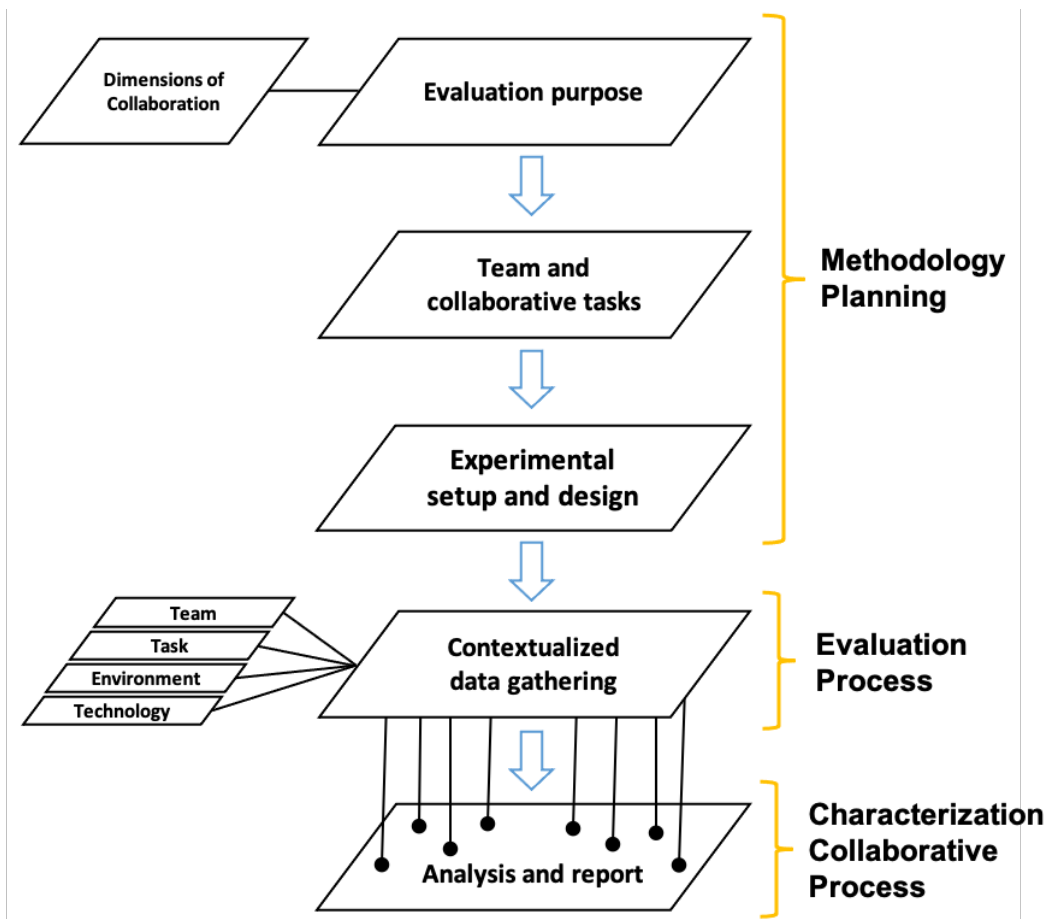 Dimensions of
Collaboration
Evaluation purpose
Team and
collaborative tasks
Experimental
setup and design
Methodology
Planning
Team
Task
Environment
Technology
Contextualized
data gathering
Evaluation
Process
Analysis and report
Characterization
Collaborative
Process